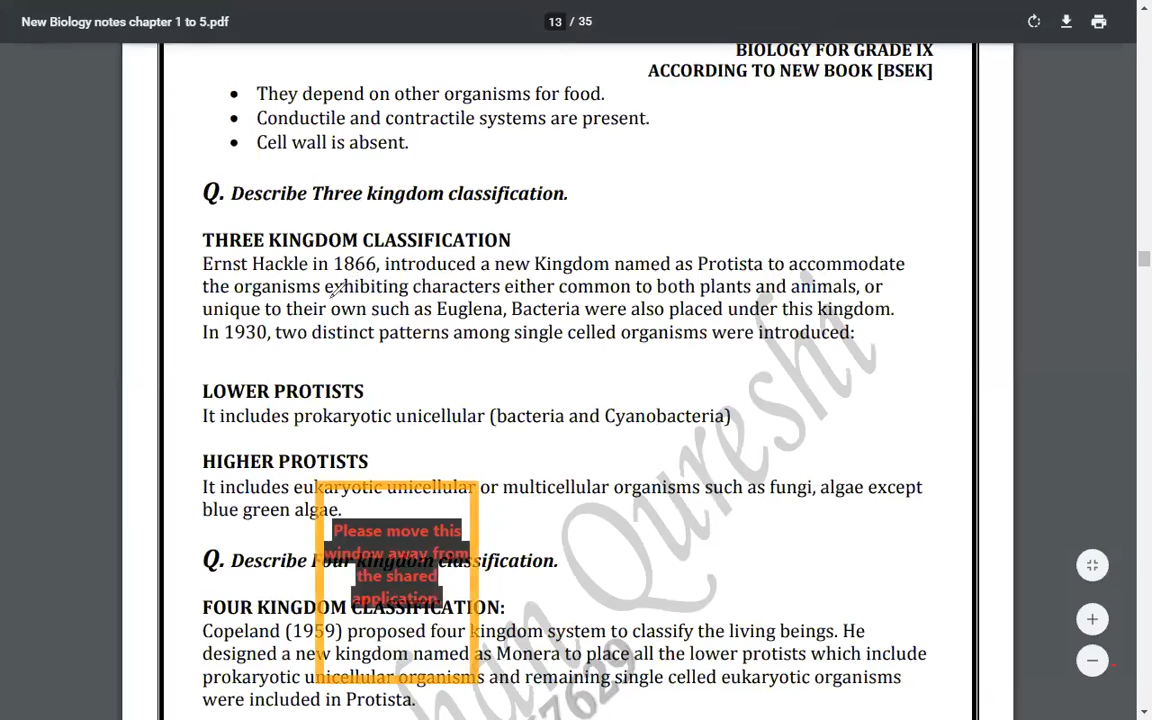 New Biology notes chapter 1 to 5.pdf
13 / 35
BIOLOGY FOR GRADE IX
ACCORDING TO NEW BOOK [BSEK]
• They depend on other organisms for food.
• Conductile and contractile systems are present.
• Cell wall is absent.
Q. Describe Three kingdom classification.
THREE KINGDOM CLASSIFICATION
Ernst Hackle in 1866, introduced a new Kingdom named as Protista to accommodate
the organisms exhibiting characters either common to both plants and animals, or
unique to their own such as Euglena, Bacteria were also placed under this kingdom.
In 1930, two distinct patterns among single celled organisms were introduced:
LOWER PROTISTS
It includes prokaryotic unicellular (bacteria and Cyanobacteria)
HIGHER PROTISTS
It includes eukaryotic unicellular or multicellular organisms such as fungi, algae except
blue green algae.
Please move this
window away from
the shared
application
Q. Describe Four kingdom classification.
FOUR KINGDOM CLASSIFICATION:
Copeland (1959) proposed four kingdom system to classify the living beings. He
designed a new kingdom named as Monera to place all the lower protists which include
prokaryotic unicellular organisms and remaining single celled eukaryotic organisms
were included in Protista.
Qureshi